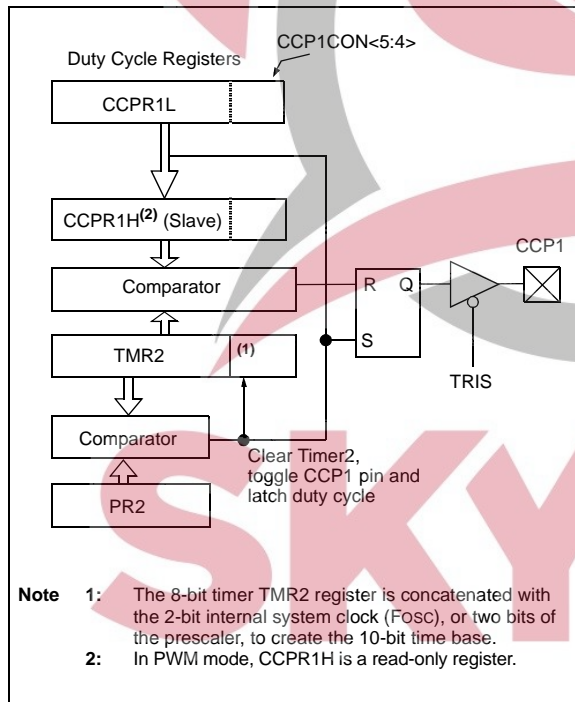 CCP1CON<5:4>
Duty Cycle Registers
CCPR1L
CCPR1H(2) (Slave)
CCP1
Comparator
R
Q
TMR2
(1)
S
TRIS
Comparator
Clear Timer2,
toggle CCP1 pin and
latch duty cycle
PR2
Note 1: The 8-bit timer TMR2 register is concatenated with
the 2-bit internal system clock (FOSC), or two bits of
the prescaler, to create the 10-bit time base.
2: In PWM mode, CCPR1H is a read-only register.
SKY